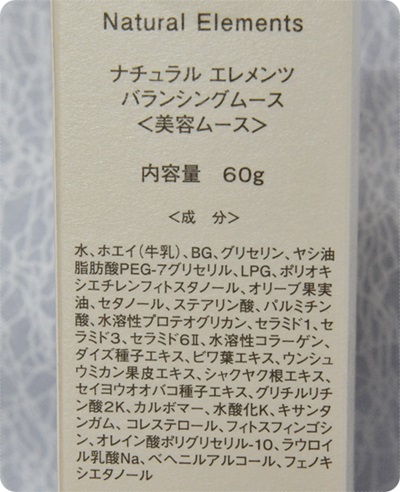 Natural Elements
ナチュラル エレメンツ
バランシングムース
＜美容ムース＞
内容量　60g
＜成　分＞
水、ホエイ(牛乳)、BG、グリセリン、ヤシ油
脂肪酸PEG-7グリセリル、LPG、ポリオキ
シエチレンフィトスタノール、オリーブ果実
油、セタノール、ステアリン酸、パルミチン
酸、水溶性プロテオグリカン、セラミド1、セ
ラミド3、セラミド6Ⅱ、水溶性コラーゲン、
ダイズ種子エキス、ビワ葉エキス、ウンシュ
ウミカン果皮エキス、シャクヤク根エキス、
セイヨウオオバコ種子エキス、グリチルリチ
ン酸2K、カルボマー、水酸化K、キサンタ
ンガム、コレステロール、フィトスフィンゴシ
ン、オレイン酸ポリグリセリル-10、ラウロイ
ル乳酸Na、ベヘニルアルコール、フェノキ
シエタノール